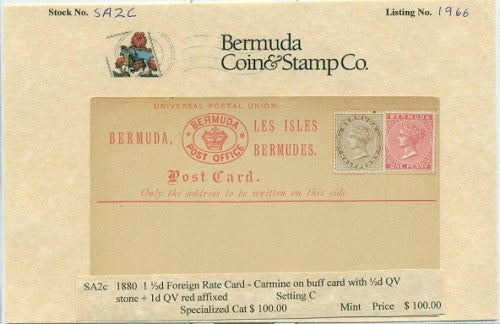 Stock No. SA2C
Listing No. 1966
Bermuda
Coin&Stamp Co.
UNIVERSAL POSTAL UNION.
BERMUDA,
BERMUDA
POST OFFICE
LES ISLES
BERMUDES.
Post Card.
Only the address to be written on this side.
BERMUDA
HALFPENNY
BERMUDA
ONE PENNY
SA2c 1880 1 ½d Foreign Rate Card - Carmine on buff card with ½d QV
stone + 1d QV red affixed Setting C
Specialized Cat $ 100.00 Mint Price $ 100.00